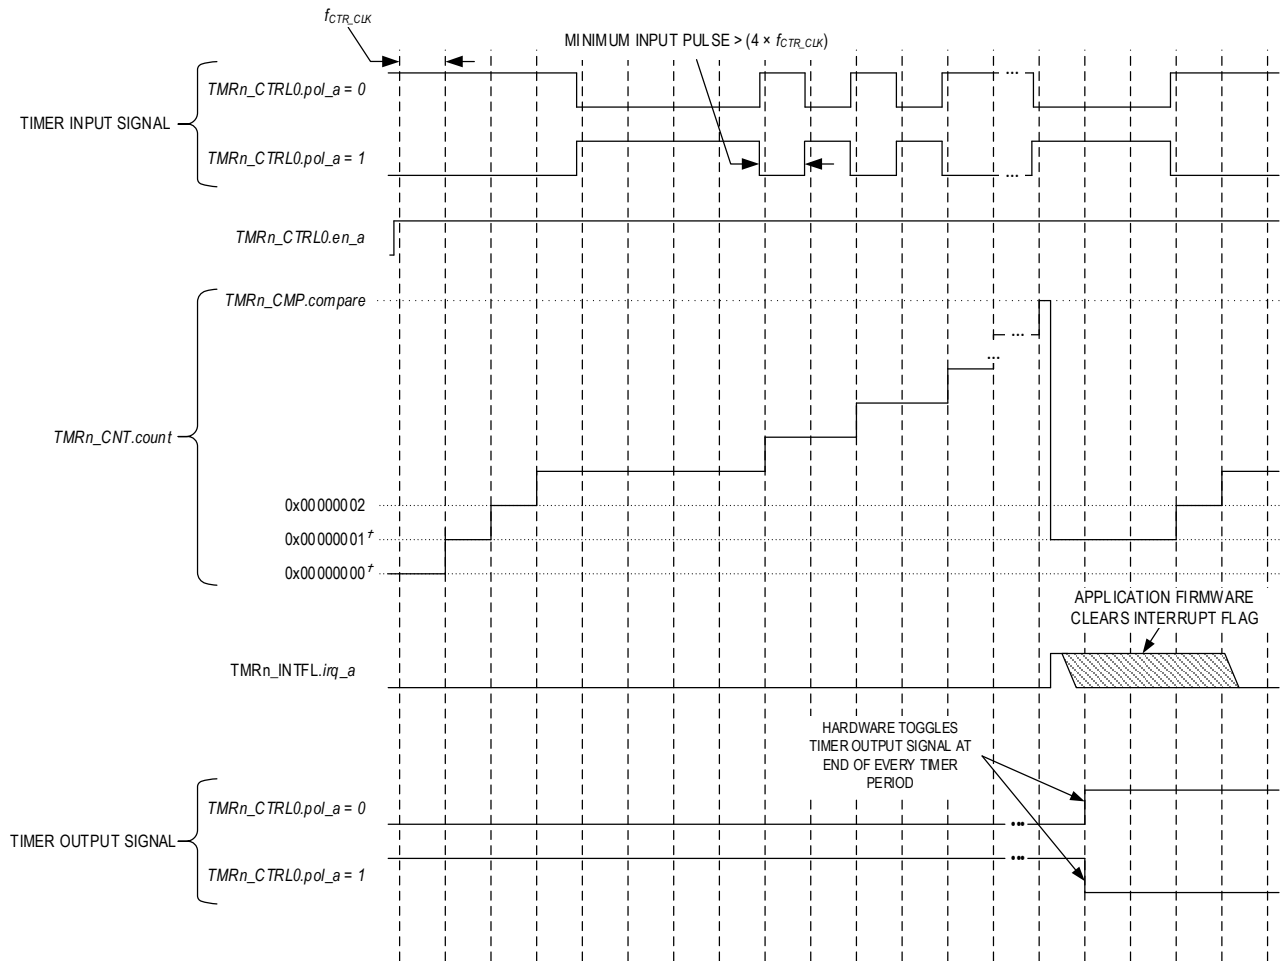 fCTR_CLK
MINIMUM INPUT PULSE > (4 × fCTR_CLK)
TMRn_CTRL0.pol_a = 0
...
TIMER INPUT SIGNAL
TMRn_CTRL0.pol_a = 1
...
TMRn_CTRL0.en_a
TMRn_CMP.compare
...
...
TMRn_CNT.count
0x00000002
0x00000001†
0x00000000†
APPLICATION FIRMWARE
CLEARS INTERRUPT FLAG
TMRn_INTFL.irq_a
HARDWARE TOGGLES
TIMER OUTPUT SIGNAL AT
END OF EVERY TIMER
PERIOD
TMRn_CTRL0.pol_a = 0
...
TIMER OUTPUT SIGNAL
...
TMRn_CTRL0.pol_a = 1